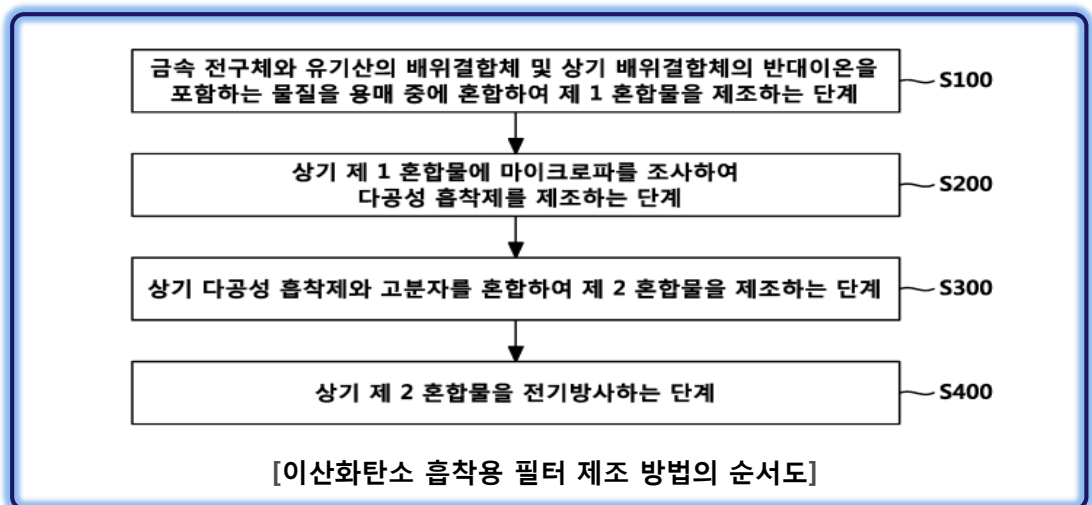 금속 전구체와 유기산의 배위결합체 및 상기 배위결합체의 반대이온을
포함하는 물질을 용매 중에 혼합하여 제 1 혼합물을 제조하는 단계
S100
상기 제 1 혼합물에 마이크로파를 조사하여
다공성 흡착제를 제조하는 단계
S200
상기 다공성 흡착제와 고분자를 혼합하여 제 2 혼합물을 제조하는 단계
S300
상기 제 2 혼합물을 전기방사하는 단계
S400
[이산화탄소 흡착용 필터 제조 방법의 순서도]